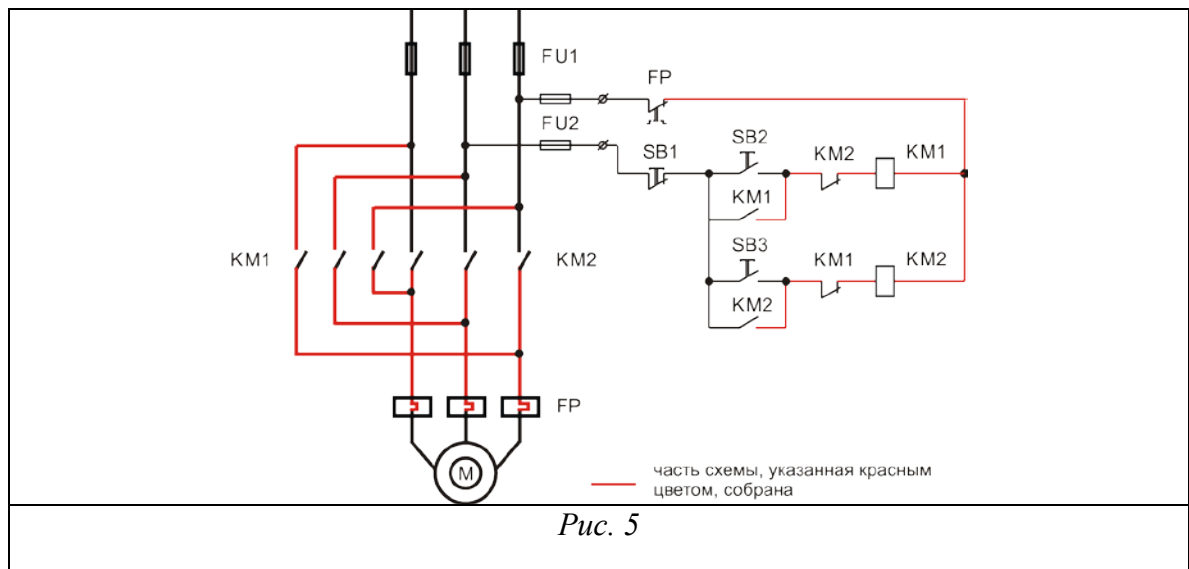 FU1
FP
FU2
SB1
SB2
KM2
KM1
KM1
SB3
KM1
KM2
KM2
KM1
KM2
FP
M
часть схемы, указанная красным
цветом, собрана
Рис. 5